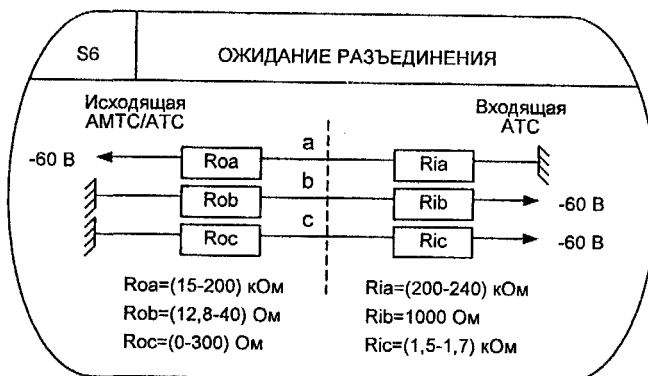 S6 ОЖИДАНИЕ РАЗЪЕДИНЕНИЯ
Исходящая
АМТС/АТС
Входящая
АТС
-60 В
a
Roa
Ria
b
Rob
Rib
-60 В
c
Roc
Ric
-60 В
Roa=(15-200) кОм
Rob=(12,8-40) Ом
Roc=(0-300) Ом
Ria=(200-240) кОм
Rib=1000 Ом
Ric=(1,5-1,7) кОм